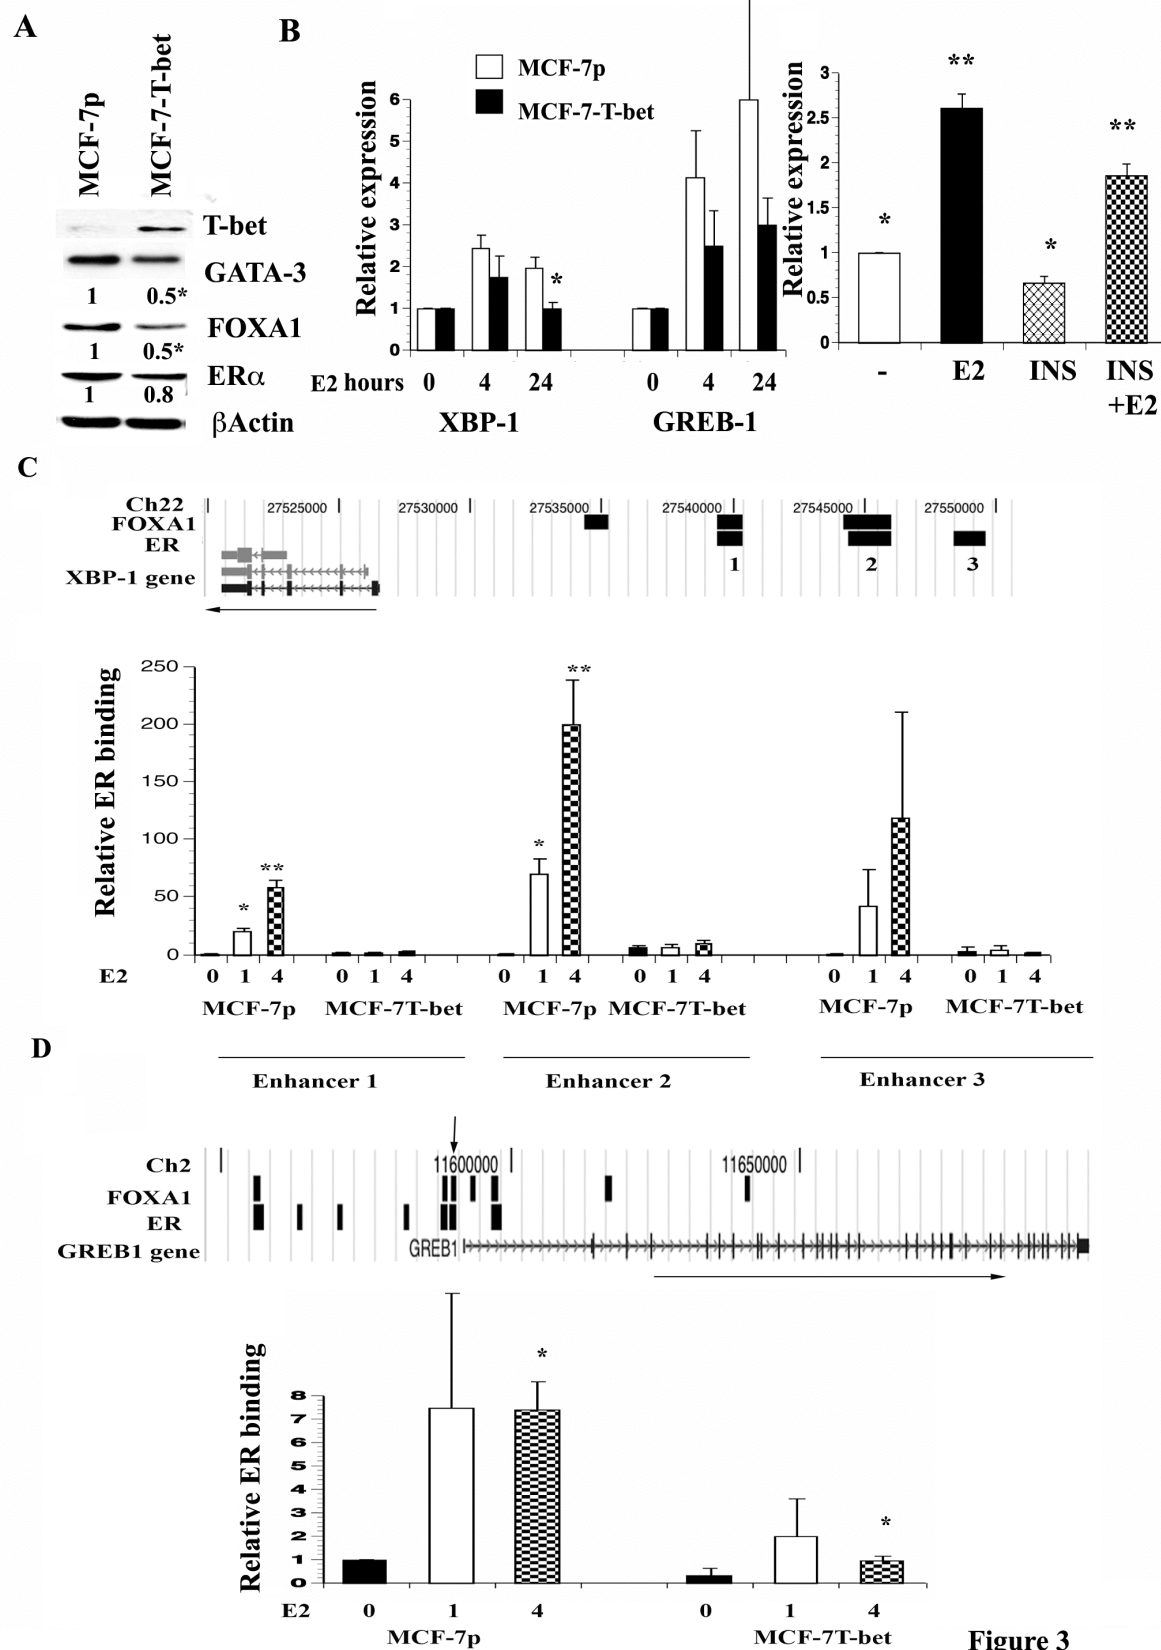 A
MCF-7p
MCF-7-T-bet
T-bet
GATA-3
1 0.5*
FOXA1
1 0.5*
ERα
1 0.8
βActin
B
MCF-7p
MCF-7-T-bet
Relative expression
6
5
4
3
2
1
0
*
E2 hours 0 4 24 0 4 24
XBP-1 GREB-1
Relative expression
3
2.5
2
1.5
1
0.5
0
* ** * **
- E2 INS INS
+E2
C
Ch22 27525000 27530000 27535000 27540000 27545000 27550000
FOXA1
ER
1 2 3
XBP-1 gene
Relative ER binding
250
200
150
100
50
0
* ** * **
E2 0 1 4 0 1 4 0 1 4 0 1 4 0 1 4 0 1 4
MCF-7p MCF-7T-bet MCF-7p MCF-7T-bet MCF-7p MCF-7T-bet
Enhancer 1 Enhancer 2 Enhancer 3
D
Ch2 11600000 11650000
FOXA1
ER
GREB1 gene GREB1
Relative ER binding
8
7
6
5
4
3
2
1
0
* *
E2 0 1 4 0 1 4
MCF-7p MCF-7T-bet
Figure 3